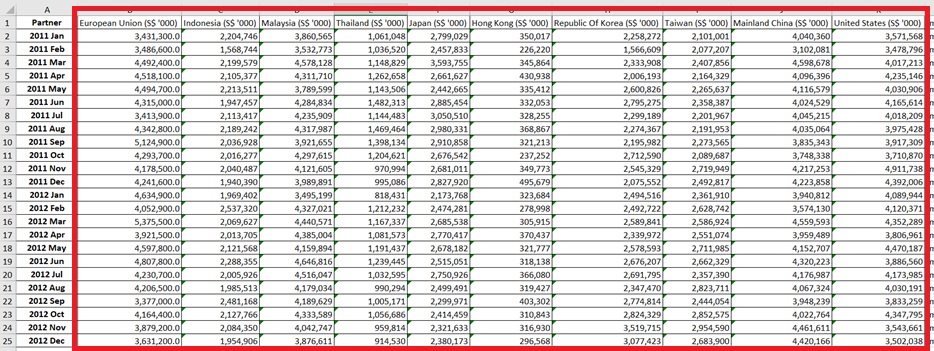 A
1 Partner European Union (S$ '000) Indonesia (S$ '000) Malaysia (S$ '000) Thailand (S$ '000) Japan (S$ '000) Hong Kong (S$ '000) Republic Of Korea (S$ '000) Taiwan (S$ '000) Mainland China (S$ '000) United States (S$ '000)
2 2011 Jan 3,431,300.0 2,204,746 3,860,565 1,061,048 2,799,029 350,017 2,258,272 2,101,001 4,040,360 3,571,568
3 2011 Feb 3,486,600.0 1,568,744 3,532,773 1,036,520 2,457,833 226,220 1,566,609 2,077,207 3,102,081 3,478,796
4 2011 Mar 4,492,400.0 2,199,579 4,578,128 1,148,829 3,593,755 345,864 2,333,908 2,407,856 4,598,678 4,017,213
5 2011 Apr 4,518,100.0 2,105,377 4,311,710 1,262,658 2,661,627 430,938 2,006,193 2,164,329 4,096,396 4,235,146
6 2011 May 4,494,700.0 2,213,511 3,789,599 1,143,506 2,442,665 335,412 2,600,826 2,265,637 4,116,579 4,030,906
7 2011 Jun 4,315,000.0 1,947,457 4,284,834 1,482,313 2,885,454 332,053 2,795,275 2,358,387 4,024,529 4,165,614
8 2011 Jul 3,413,900.0 2,113,417 4,235,909 1,144,483 3,050,510 328,255 2,299,189 2,201,967 4,045,215 4,018,209
9 2011 Aug 4,342,800.0 2,189,242 4,317,987 1,469,464 2,980,331 368,867 2,274,367 2,191,953 4,035,064 3,975,428
10 2011 Sep 5,124,900.0 2,036,928 3,921,655 1,398,134 2,910,858 321,213 2,195,982 2,273,565 3,835,343 3,917,309
11 2011 Oct 4,293,700.0 2,016,277 4,297,615 1,204,621 2,676,542 237,252 2,712,590 2,089,687 3,748,338 3,710,870
12 2011 Nov 4,178,500.0 2,040,487 4,121,605 970,994 2,681,011 349,773 2,545,329 2,719,949 4,217,253 4,911,738
13 2011 Dec 4,241,600.0 1,940,390 3,989,891 995,086 2,827,920 495,679 2,075,552 2,492,817 4,223,858 4,392,006
14 2012 Jan 4,634,900.0 1,969,402 3,495,199 818,431 2,173,768 323,684 2,494,516 2,361,910 3,940,812 4,089,944
15 2012 Feb 4,052,900.0 2,537,320 4,327,021 1,212,232 2,474,281 278,998 2,492,722 2,628,742 3,574,130 4,120,371
16 2012 Mar 5,375,500.0 2,069,627 4,440,571 1,167,337 2,685,538 305,915 2,589,841 2,586,924 4,559,593 4,352,289
17 2012 Apr 3,921,500.0 2,013,705 4,385,004 1,081,573 2,770,417 370,437 2,339,972 2,551,074 3,959,489 3,806,961
18 2012 May 4,597,800.0 2,121,568 4,159,894 1,191,437 2,678,182 321,777 2,578,593 2,711,985 4,152,707 4,470,187
19 2012 Jun 4,807,800.0 2,288,355 4,646,816 1,239,445 2,515,051 318,138 2,676,207 2,662,329 4,320,223 3,886,560
20 2012 Jul 4,230,700.0 2,005,926 4,516,047 1,032,595 2,750,926 366,080 2,691,795 2,357,390 4,176,987 4,173,985
21 2012 Aug 4,206,500.0 1,985,513 4,179,034 990,294 2,499,491 319,427 2,347,470 2,823,711 4,067,324 4,030,191
22 2012 Sep 3,377,000.0 2,481,168 4,189,629 1,005,171 2,299,971 403,302 2,774,814 2,444,054 3,948,239 3,833,259
23 2012 Oct 4,164,400.0 2,127,766 4,333,589 1,056,686 2,414,459 310,843 2,824,329 2,852,575 4,022,764 4,347,795
24 2012 Nov 3,879,200.0 2,084,350 4,042,747 959,814 2,321,633 316,930 3,519,715 2,954,590 4,461,611 3,543,661
25 2012 Dec 3,631,200.0 1,954,906 3,876,611 914,530 2,380,173 296,568 3,077,423 2,683,900 4,420,166 3,502,038